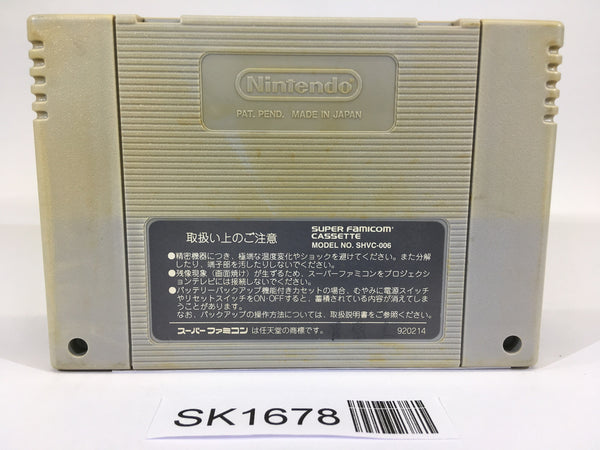 Nintendo
PAT. PEND. MADE IN JAPAN
取扱い上のご注意
SUPER FAMICOM
CASSETTE
MODEL NO. SHVC-006
●精密機器につき、極端な温度変化やショックを避けてください。また分解
したり、端子部を汚したりしないでください。
●残像現象(画面焼け)が生ずるため、スーパーファミコンをプロジェクシ
ョンテレビには接続しないでください。
●バッテリーバックアップ機能付きカセットの場合、むやみに電源スイッチ
やリセットスイッチをON・OFFすると、蓄積されている内容が消えてしま
うことがあります。
なお、バックアップの操作方法については、取扱説明書をご参照ください。
スーパーファミコンは任天堂の商標です。
920214
SK1678